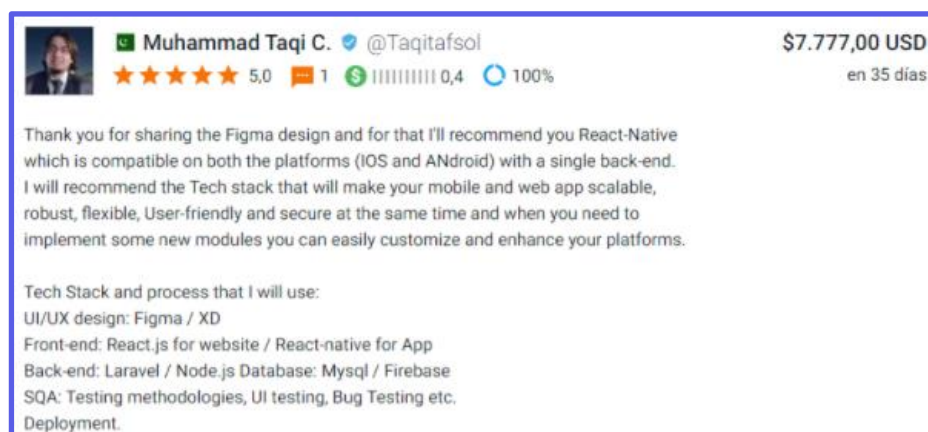 Muhammad Taqi C. @Taqitafsol
$7.777,00 USD
5,0 1 0,4 100%
en 35 días
Thank you for sharing the Figma design and for that I'll recommend you React-Native
which is compatible on both the platforms (IOS and ANdroid) with a single back-end.
I will recommend the Tech stack that will make your mobile and web app scalable,
robust, flexible, User-friendly and secure at the same time and when you need to
implement some new modules you can easily customize and enhance your platforms.
Tech Stack and process that I will use:
UI/UX design: Figma / XD
Front-end: React.js for website / React-native for App
Back-end: Laravel / Node.js Database: Mysql / Firebase
SQA: Testing methodologies, UI testing, Bug Testing etc.
Deployment.